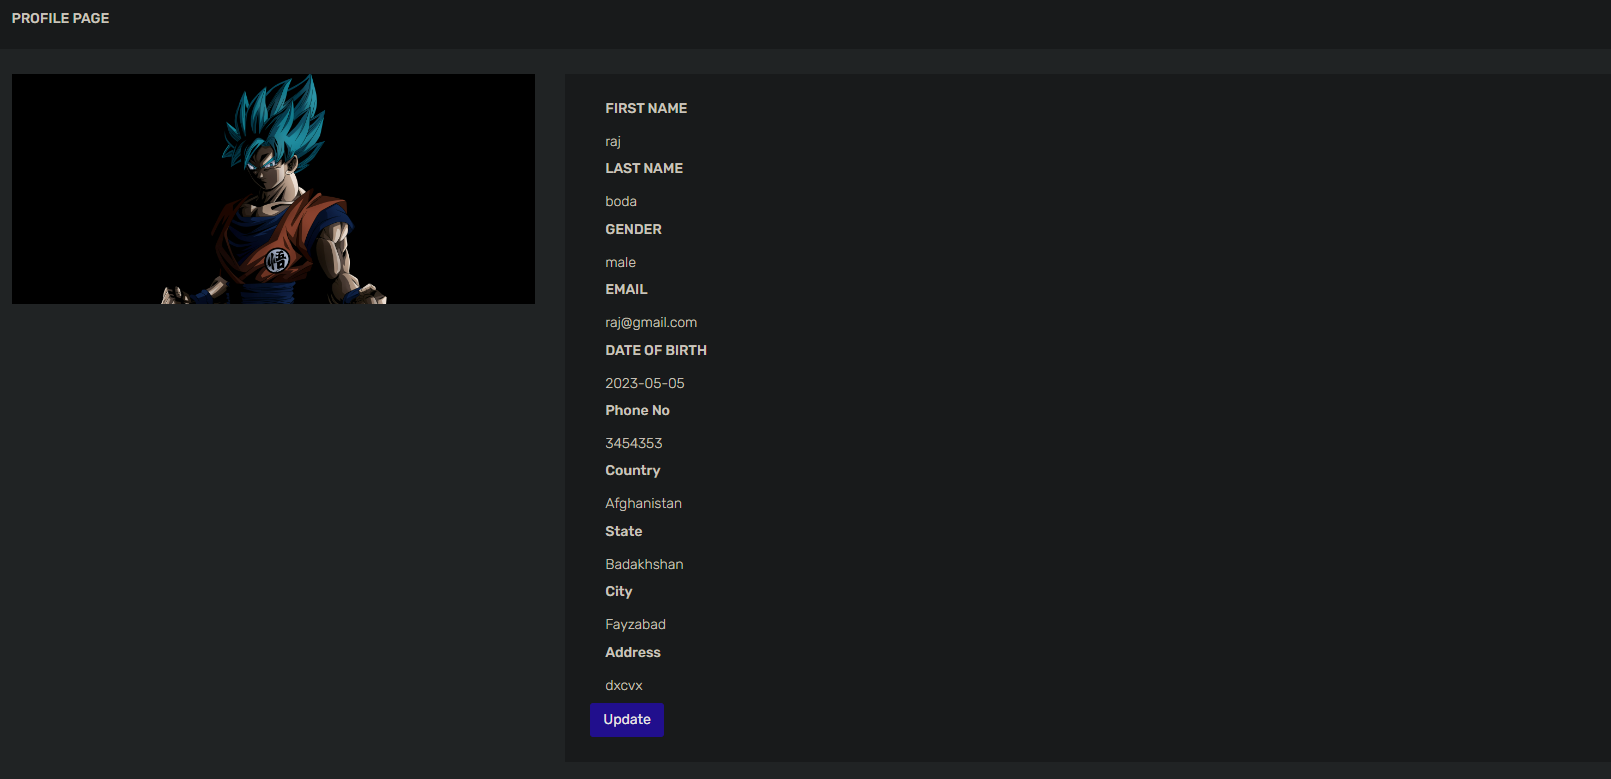 PROFILE PAGE
悟
FIRST NAME
raj
LAST NAME
boda
GENDER
male
EMAIL
raj@gmail.com
DATE OF BIRTH
2023-05-05
Phone No
3454353
Country
Afghanistan
State
Badakhshan
City
Fayzabad
Address
dxcvx
Update